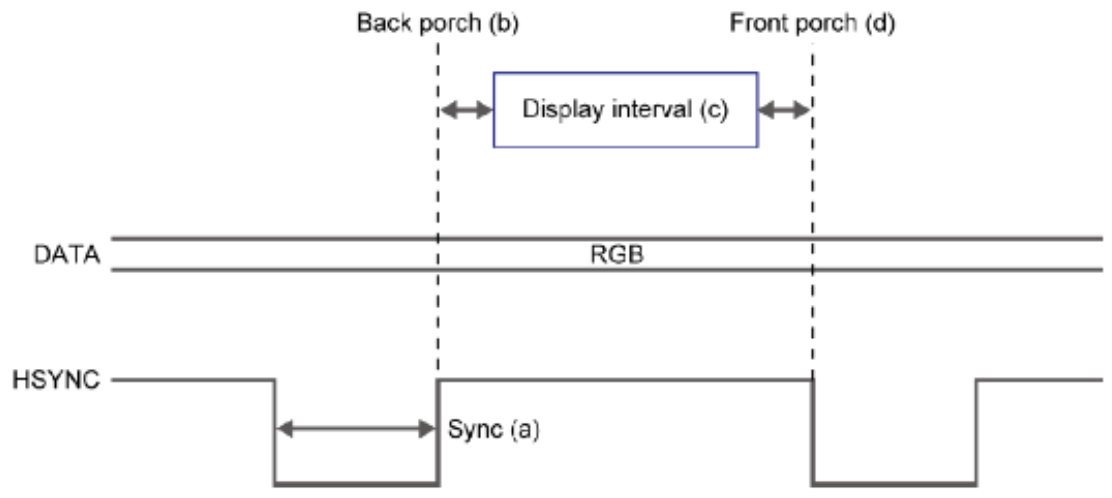 Back porch (b)
Front porch (d)
Display interval (c)
DATA
RGB
HSYNC
Sync (a)